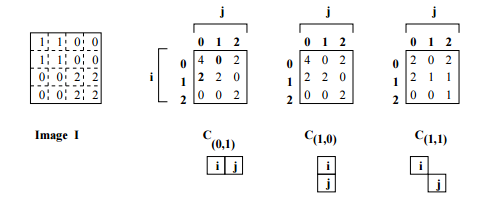 j j j
0 1 2 0 1 2 0 1 2
1 1 0 0 0 4 0 2 0 4 0 2 0 2 0 2
1 1 0 0 i 1 2 2 0 1 2 2 0 1 2 1 1
0 0 2 2 2 0 0 2 2 0 0 2 2 0 0 1
0 0 2 2
Image I C(0,1) C(1,0) C(1,1)
i j i i
j j